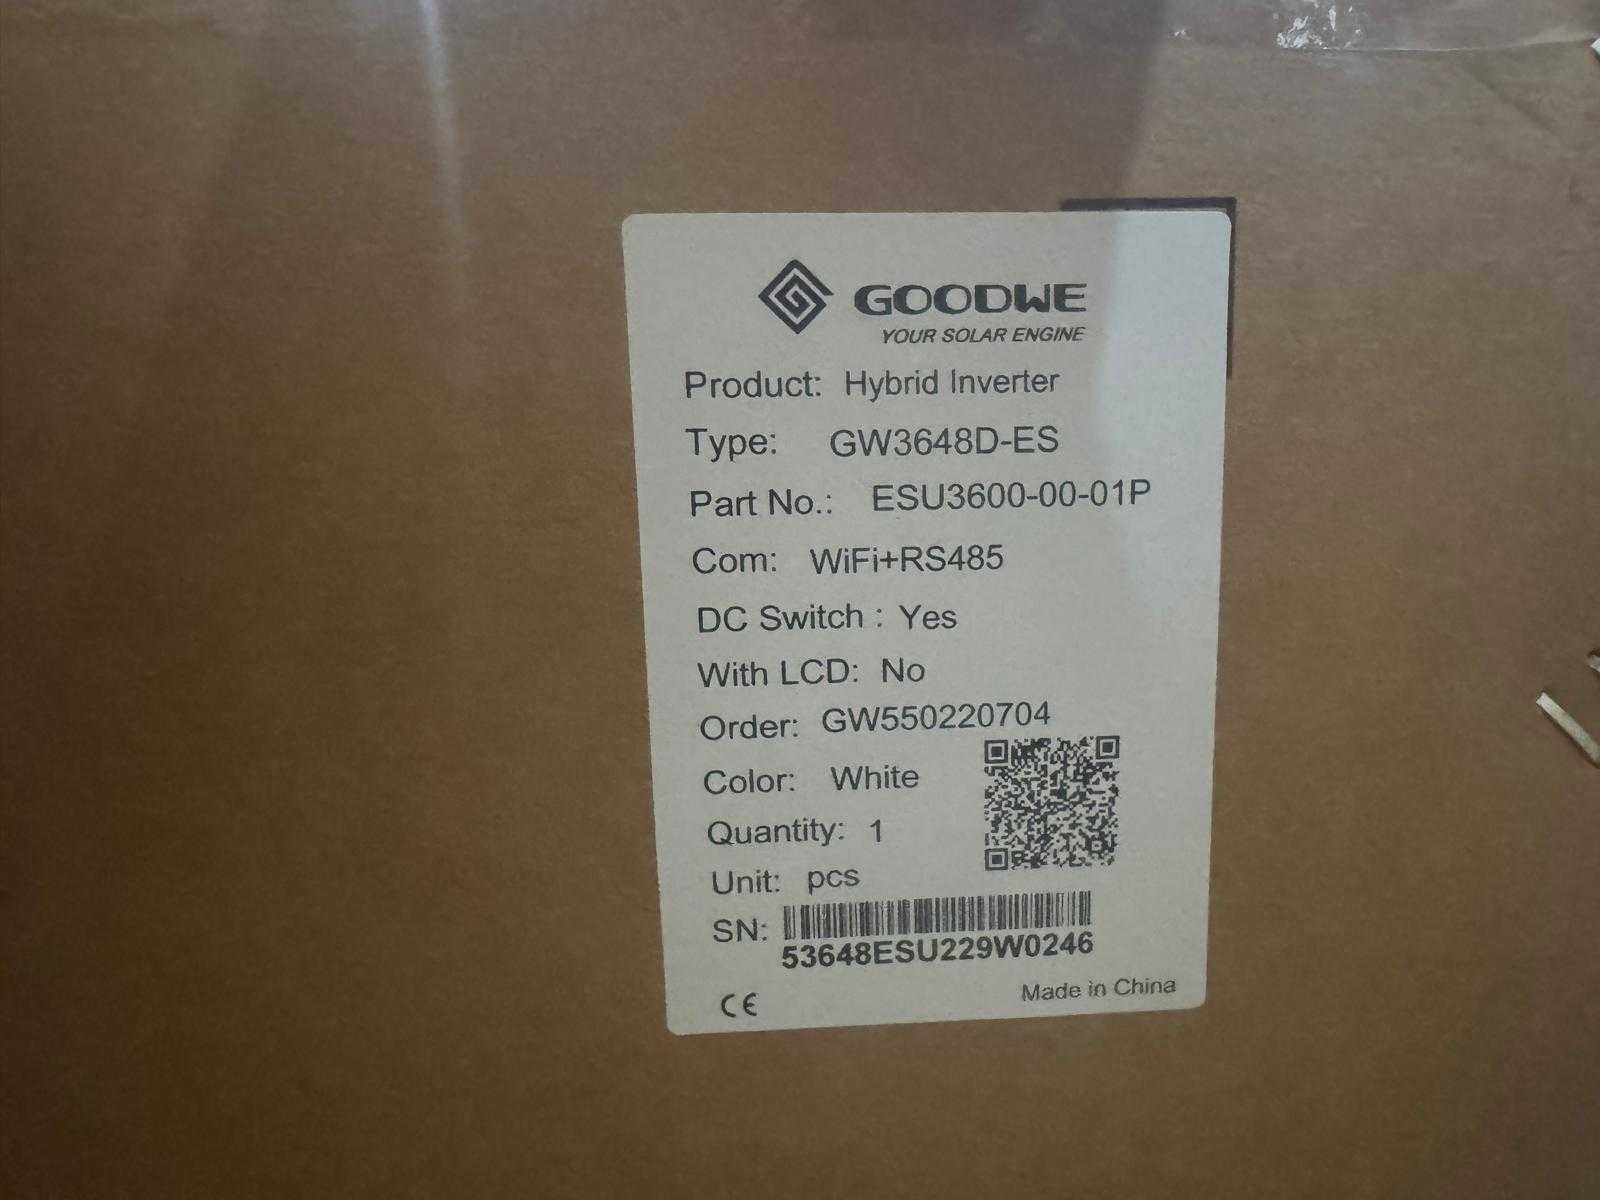 GOODWE
YOUR SOLAR ENGINE
Product: Hybrid Inverter
Type: GW3648D-ES
Part No.: ESU3600-00-01P
Com: WiFi+RS485
DC Switch : Yes
With LCD: No
Order: GW550220704
Color: White
Quantity: 1
Unit: pcs
SN:
53648ESU229W0246
CE
Made in China